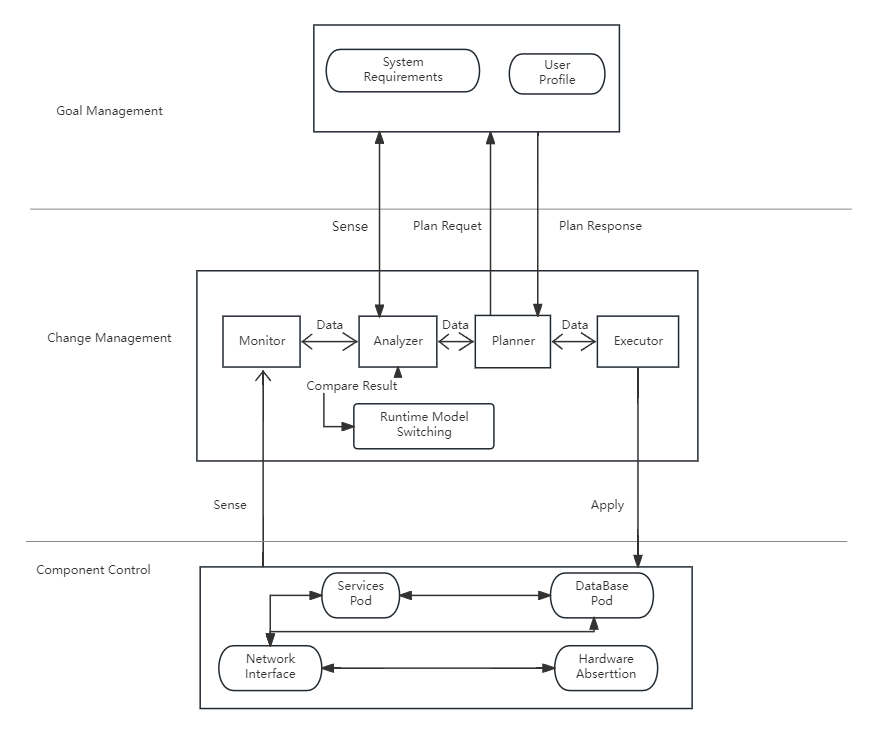 System
Requirements
User
Profile
Goal Management
Sense
Plan Requet
Plan Response
Change Management
Monitor
Data
Analyzer
Data
Planner
Data
Executor
Compare Result
Runtime Model
Switching
Sense
Apply
Component Control
Services
Pod
DataBase
Pod
Network
Interface
Hardware
Aberttion